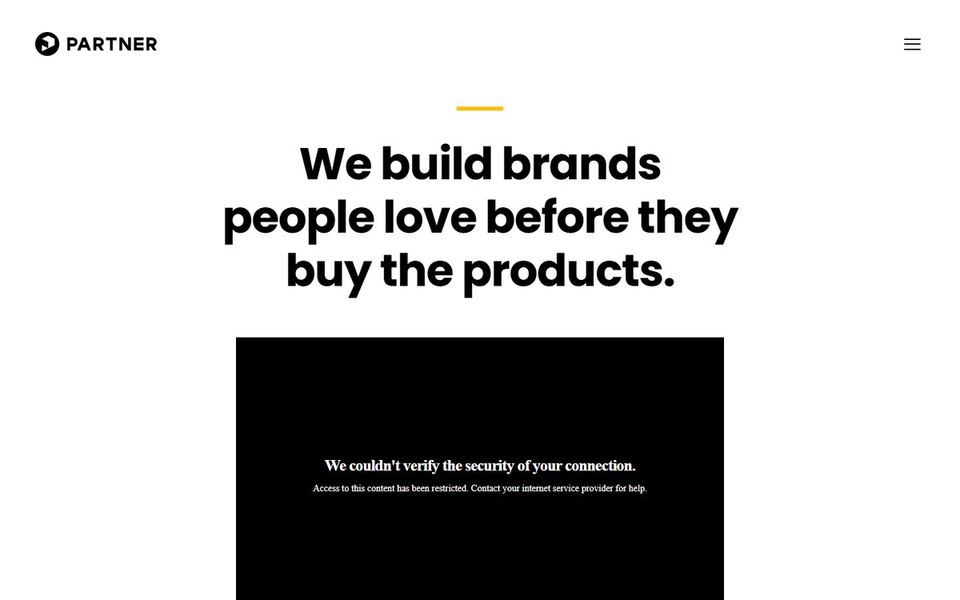 PARTNER
We build brands
people love before they
buy the products.
We couldn't verify the security of your connection.
Access to this content has been restricted. Contact your internet service provider for help.